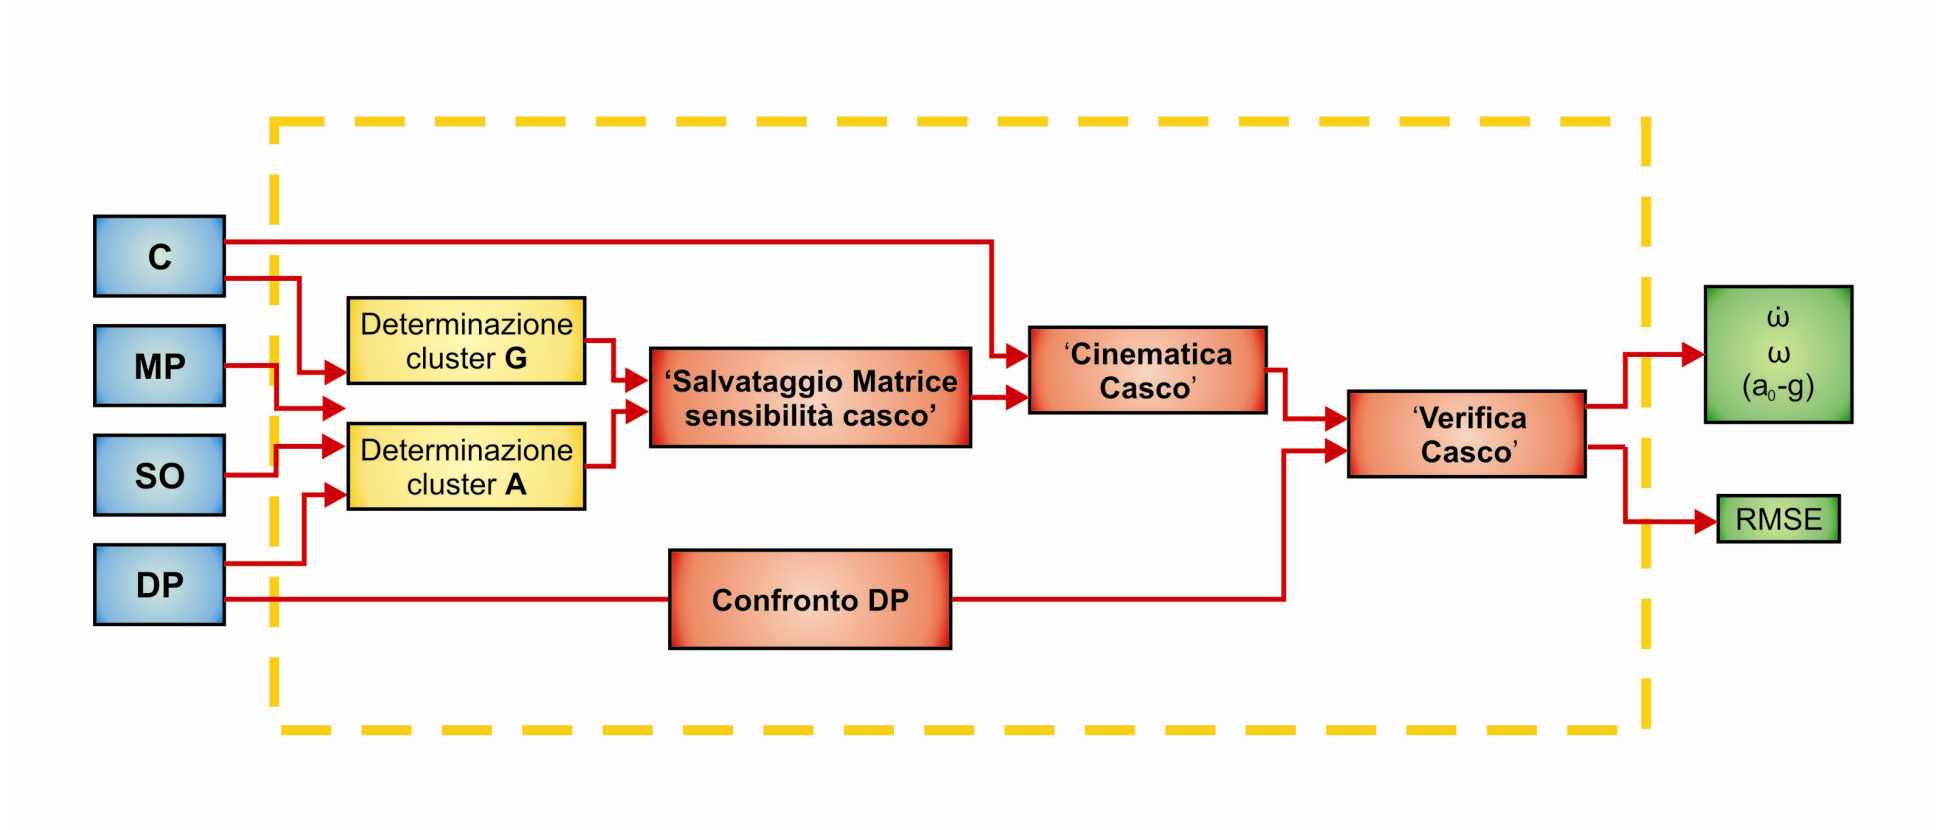 C
MP
SO
DP
Determinazione
cluster G
Determinazione
cluster A
‘Salvataggio Matrice
sensibilità casco’
Confronto DP
‘Cinematica
Casco’
‘Verifica
Casco’
ω̇
ω
(a₀-g)
RMSE